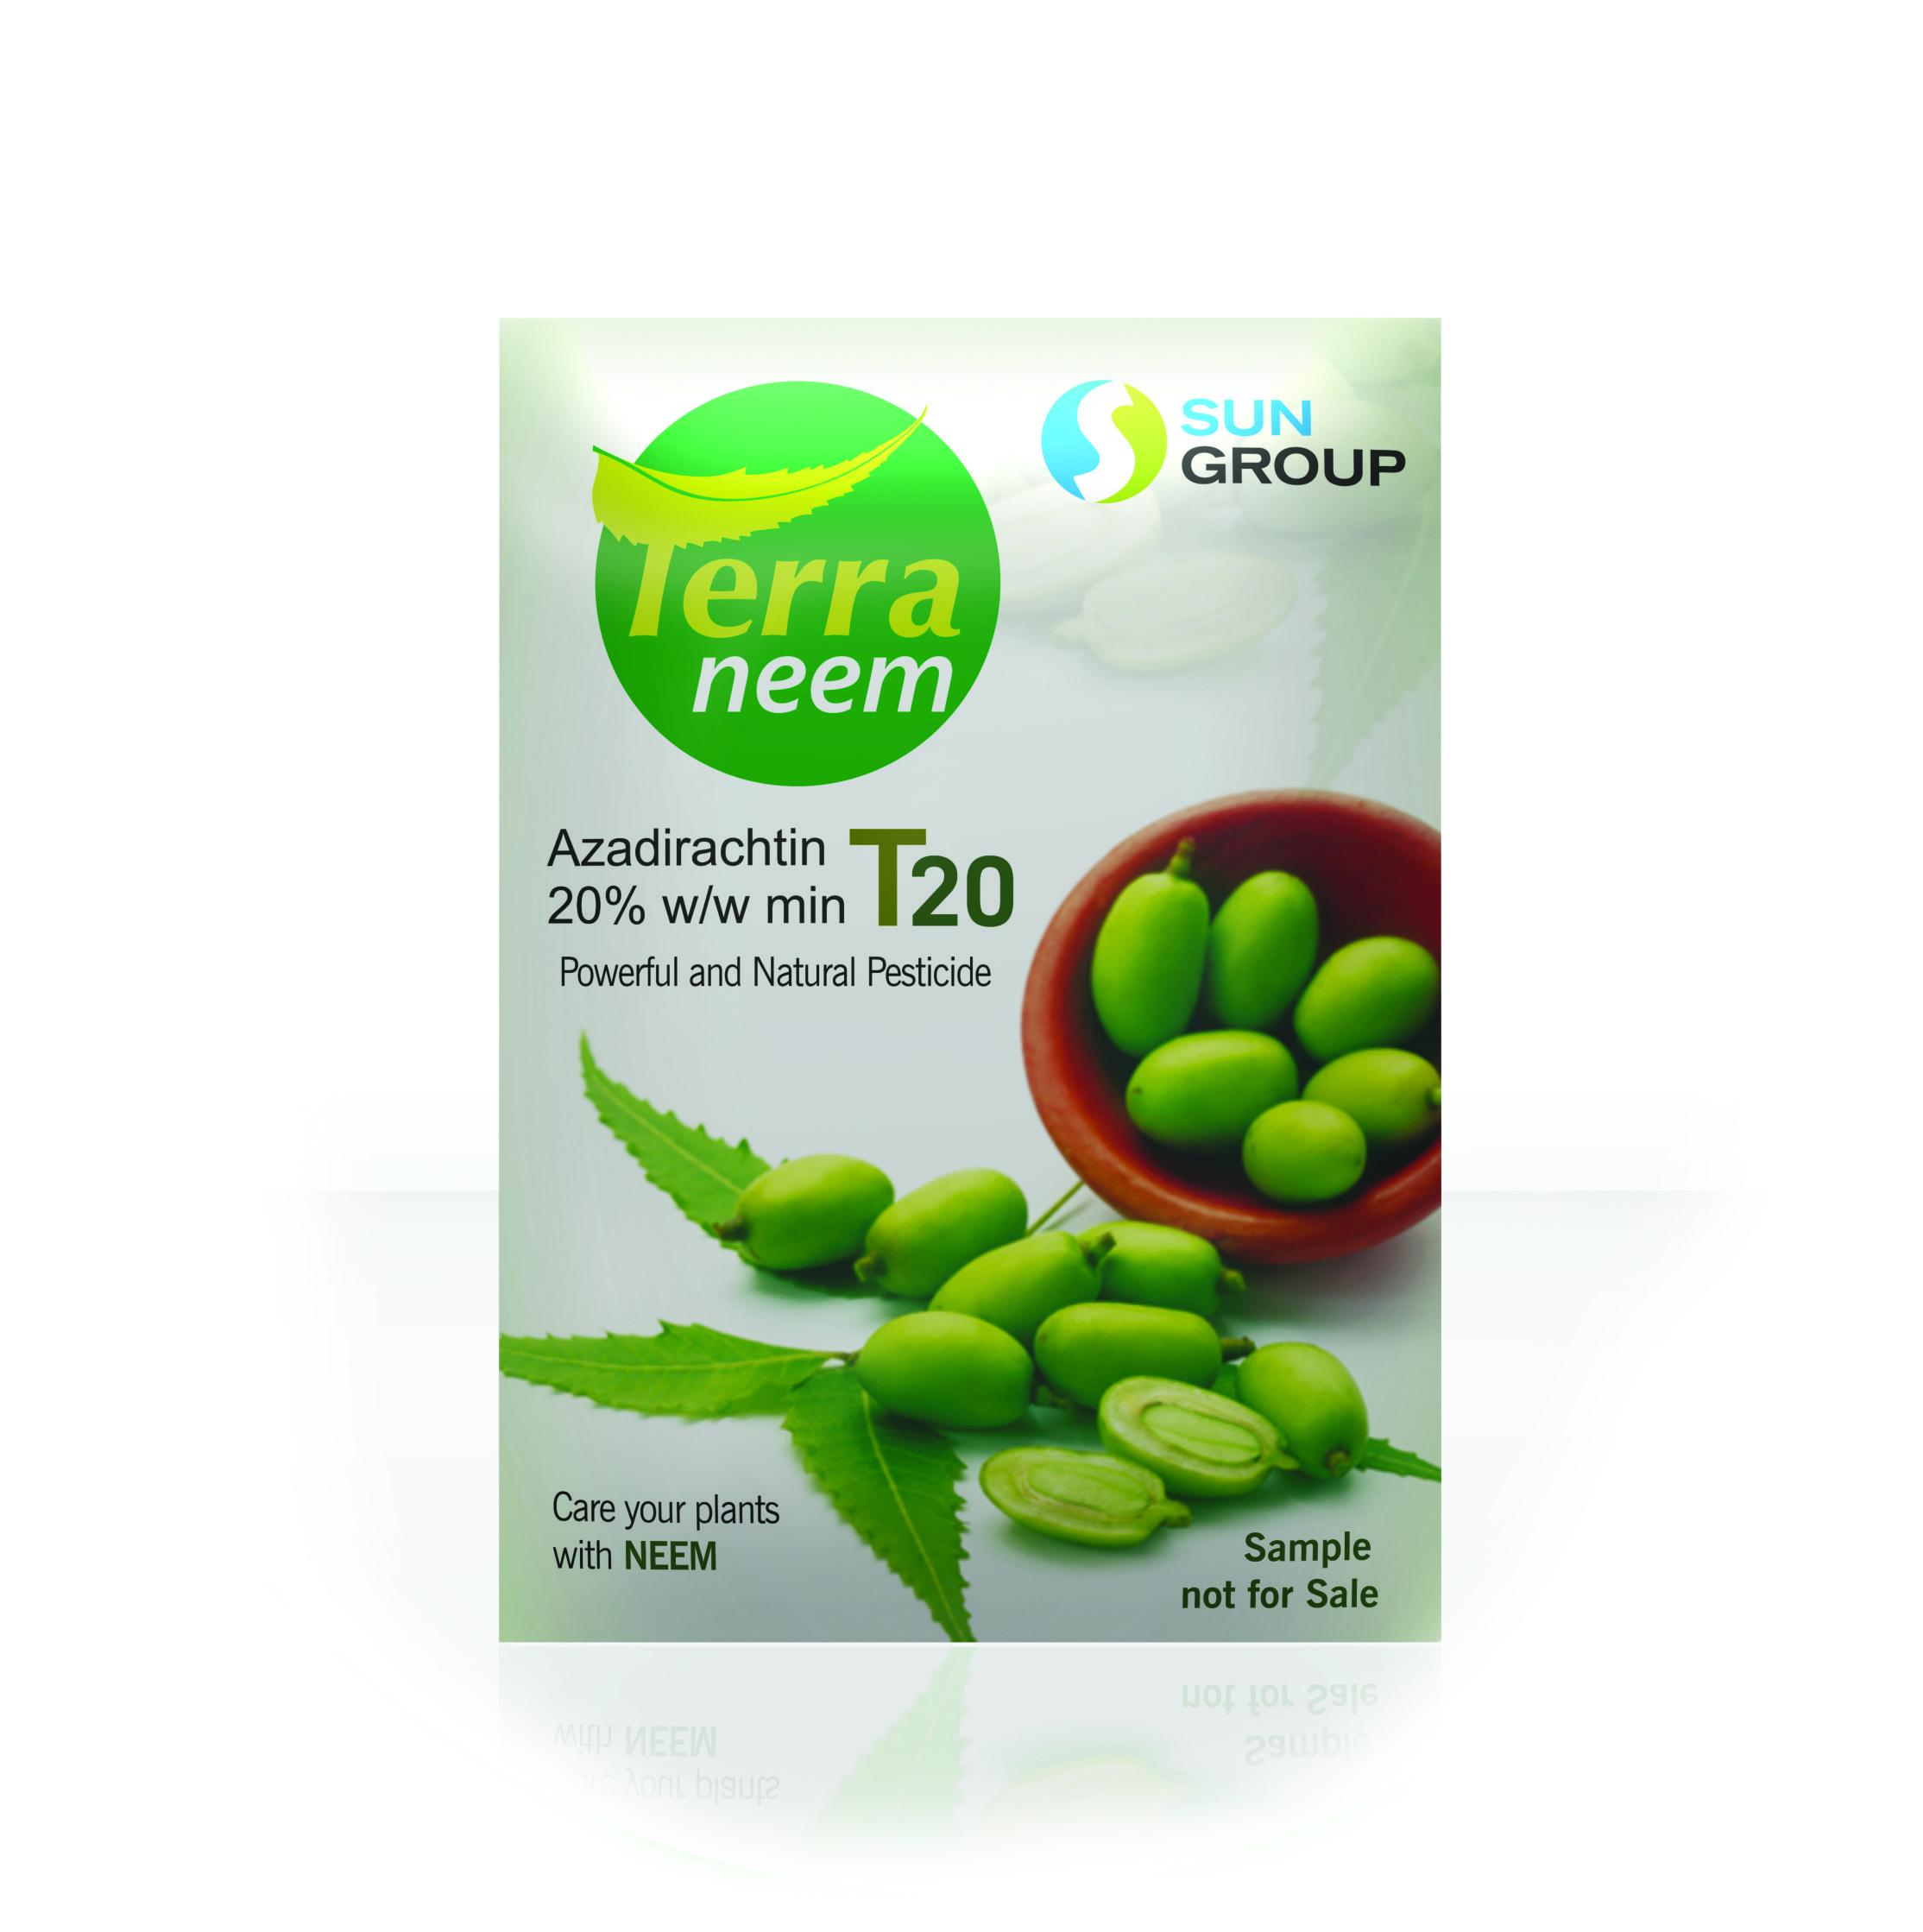 Terra
neem
SUN
GROUP
Azadirachtin
20% w/w min
T20
Powerful and Natural Pesticide
Care your plants
with NEEM
Sample
not for Sale